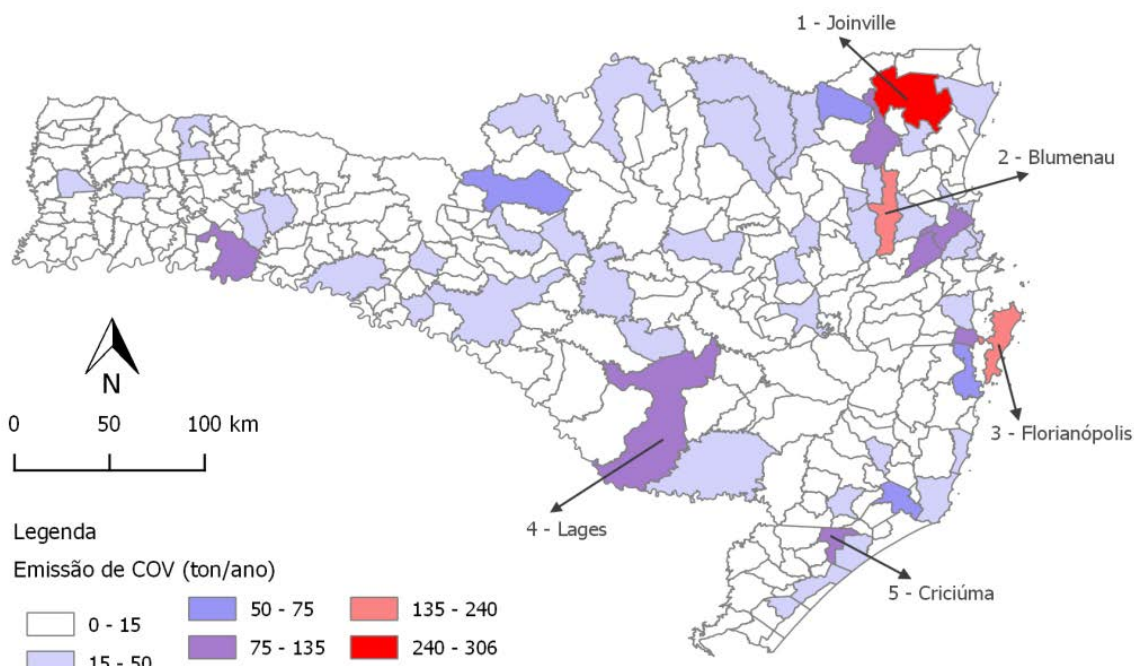 1 - Joinville
2 - Blumenau
3 - Florianópolis
4 - Lages
5 - Criciúma
N
0 50 100 km
Legenda
Emissão de COV (ton/ano)
0 - 15
15 - 50
50 - 75
75 - 135
135 - 240
240 - 306